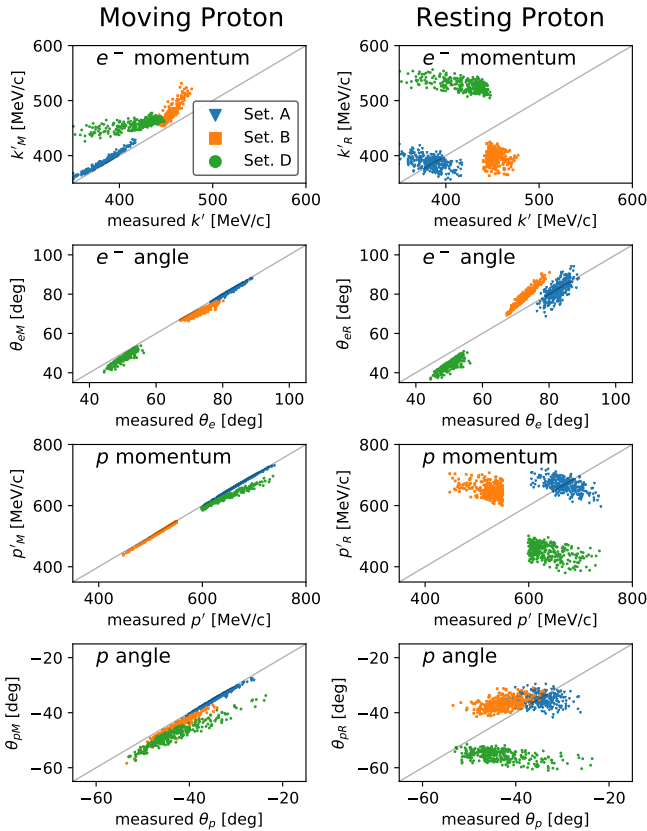 Moving Proton Resting Proton
e⁻ momentum
600
500
400
k'_M [MeV/c]
Set. A
Set. B
Set. D
400 500 600
measured k' [MeV/c]
e⁻ momentum
600
500
400
k'_R [MeV/c]
400 500 600
measured k' [MeV/c]
e⁻ angle
100
80
60
40
θ_eM [deg]
40 60 80 100
measured θ_e [deg]
e⁻ angle
100
80
60
40
θ_eR [deg]
40 60 80 100
measured θ_e [deg]
p momentum
800
600
400
p'_M [MeV/c]
400 600 800
measured p' [MeV/c]
p momentum
800
600
400
p'_R [MeV/c]
400 600 800
measured p' [MeV/c]
p angle
−20
−40
−60
θ_pM [deg]
−60 −40 −20
measured θ_p [deg]
p angle
−20
−40
−60
θ_pR [deg]
−60 −40 −20
measured θ_p [deg]